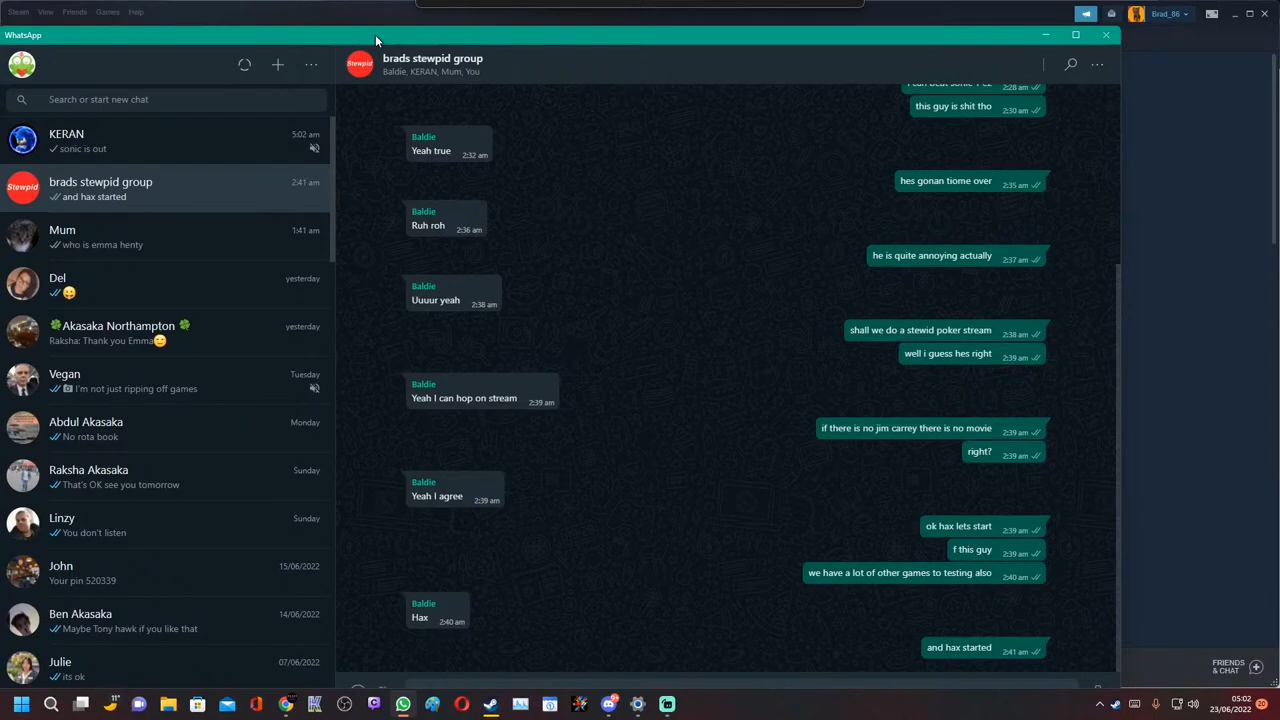 Steam View Friends Games Help
Brad_86
WhatsApp
Search or start new chat
KERAN 5:02 am
sonic is out
Stewpid
brads stewpid group 2:41 am
and hax started
Mum 1:41 am
who is emma henty
Del yesterday
😀
🍀Akasaka Northampton 🍀 yesterday
Raksha: Thank you Emma😊
Vegan Tuesday
I'm not just ripping off games
Abdul Akasaka Monday
No rota book
Raksha Akasaka Sunday
That's OK see you tomorrow
Linzy Sunday
You don't listen
John 15/06/2022
Your pin 520339
Ben Akasaka 14/06/2022
Maybe Tony hawk if you like that
Julie 07/06/2022
its ok
Stewpid
brads stewpid group
Baldie, KERAN, Mum, You
2:28 am
this guy is shit tho 2:30 am
Baldie
Yeah true 2:32 am
hes gonan tiome over 2:35 am
Baldie
Ruh roh 2:36 am
he is quite annoying actually 2:37 am
Baldie
Uuuur yeah 2:38 am
shall we do a stewid poker stream 2:38 am
well i guess hes right 2:39 am
Baldie
Yeah I can hop on stream 2:39 am
if there is no jim carrey there is no movie 2:39 am
right? 2:39 am
Baldie
Yeah I agree 2:39 am
ok hax lets start 2:39 am
f this guy 2:39 am
we have a lot of other games to testing also 2:40 am
Baldie
Hax 2:40 am
and hax started 2:41 am
FRIENDS
& CHAT
05:02
23/06/2022